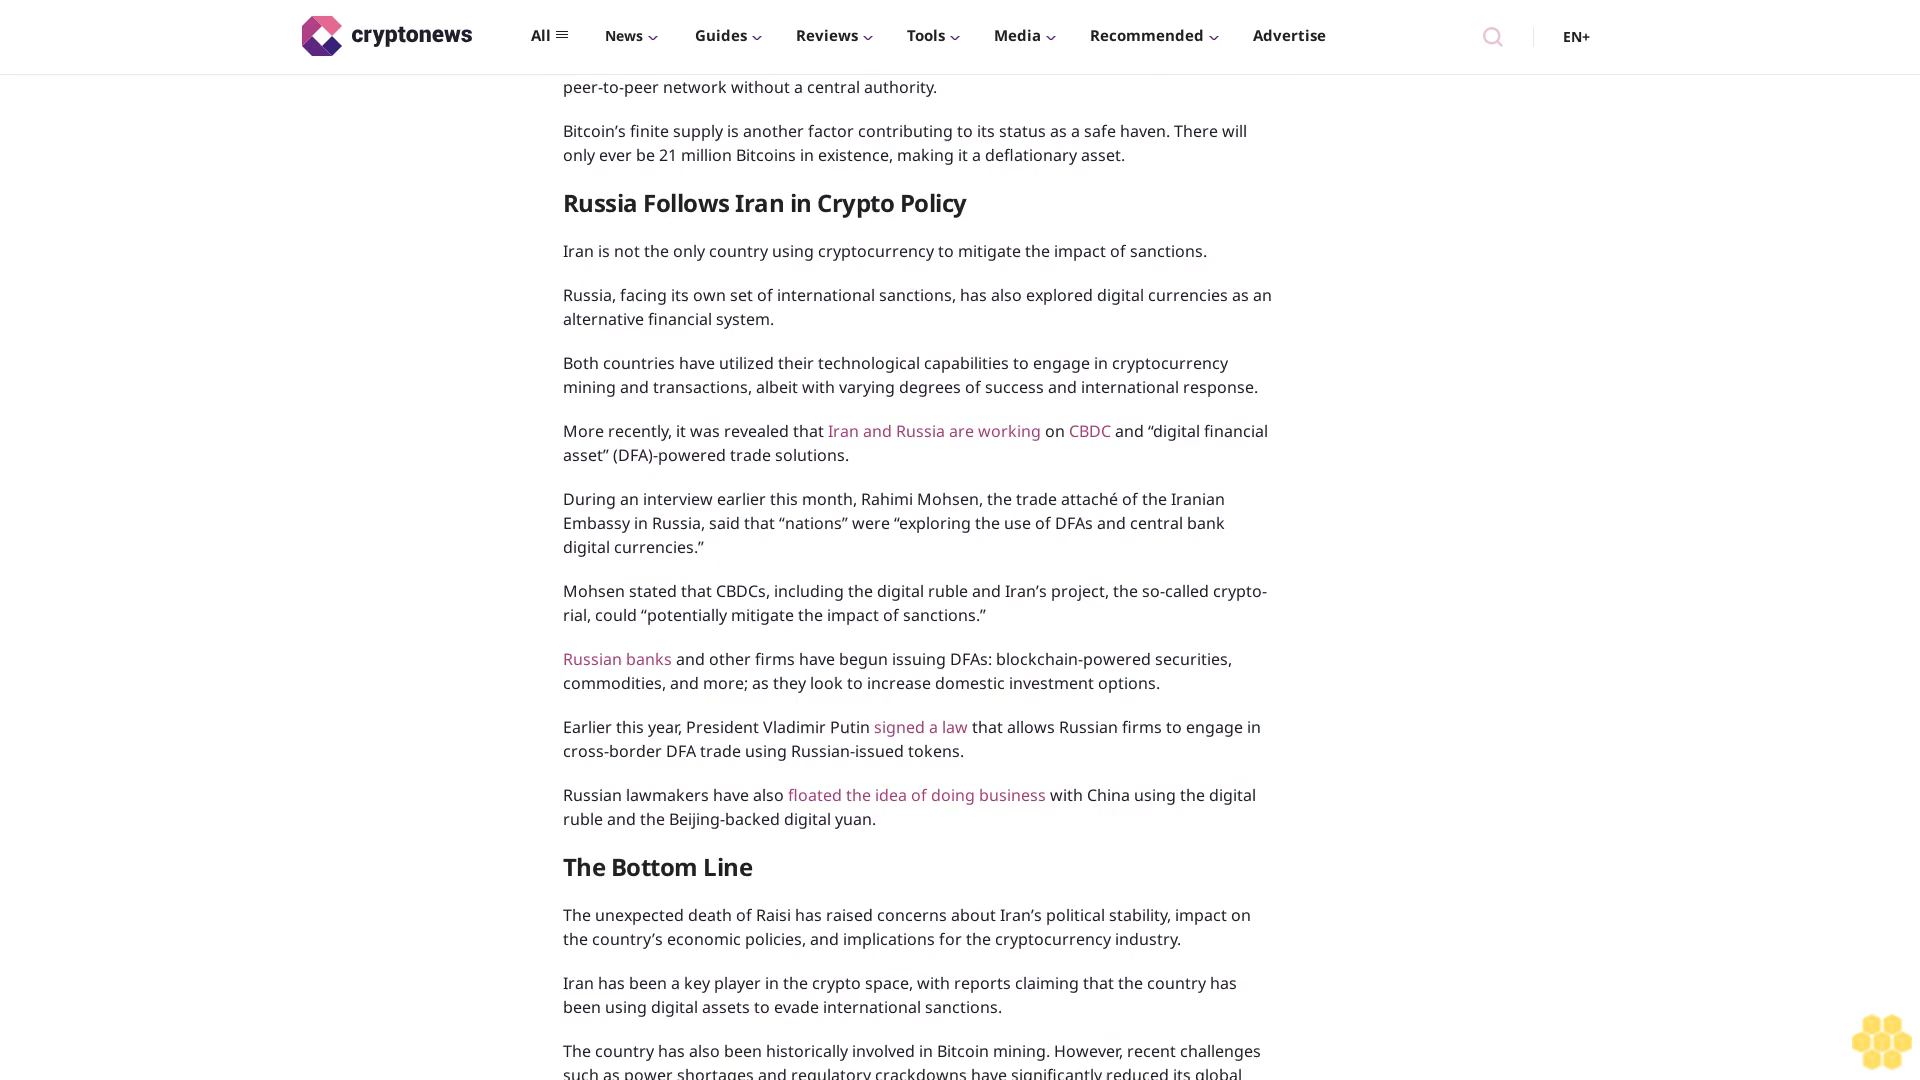 cryptonews
All
News
Guides
Reviews
Tools
Media
Recommended
Advertise
EN+
peer-to-peer network without a central authority.
Bitcoin’s finite supply is another factor contributing to its status as a safe haven. There will
only ever be 21 million Bitcoins in existence, making it a deflationary asset.
Russia Follows Iran in Crypto Policy
Iran is not the only country using cryptocurrency to mitigate the impact of sanctions.
Russia, facing its own set of international sanctions, has also explored digital currencies as an
alternative financial system.
Both countries have utilized their technological capabilities to engage in cryptocurrency
mining and transactions, albeit with varying degrees of success and international response.
More recently, it was revealed that Iran and Russia are working on CBDC and “digital financial
asset” (DFA)-powered trade solutions.
During an interview earlier this month, Rahimi Mohsen, the trade attaché of the Iranian
Embassy in Russia, said that “nations” were “exploring the use of DFAs and central bank
digital currencies.”
Mohsen stated that CBDCs, including the digital ruble and Iran’s project, the so-called crypto-
rial, could “potentially mitigate the impact of sanctions.”
Russian banks and other firms have begun issuing DFAs: blockchain-powered securities,
commodities, and more; as they look to increase domestic investment options.
Earlier this year, President Vladimir Putin signed a law that allows Russian firms to engage in
cross-border DFA trade using Russian-issued tokens.
Russian lawmakers have also floated the idea of doing business with China using the digital
ruble and the Beijing-backed digital yuan.
The Bottom Line
The unexpected death of Raisi has raised concerns about Iran’s political stability, impact on
the country’s economic policies, and implications for the cryptocurrency industry.
Iran has been a key player in the crypto space, with reports claiming that the country has
been using digital assets to evade international sanctions.
The country has also been historically involved in Bitcoin mining. However, recent challenges
such as power shortages and regulatory crackdowns have significantly reduced its global